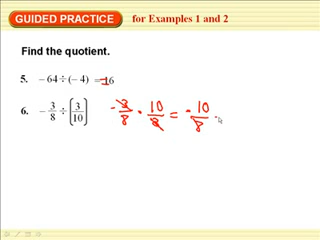 GUIDED PRACTICE for Examples 1 and 2
Find the quotient.
5. −64 ÷ (−4) = 16
6. −3/8 ÷ (3/10) -3/8 · 10/3 = -10/8